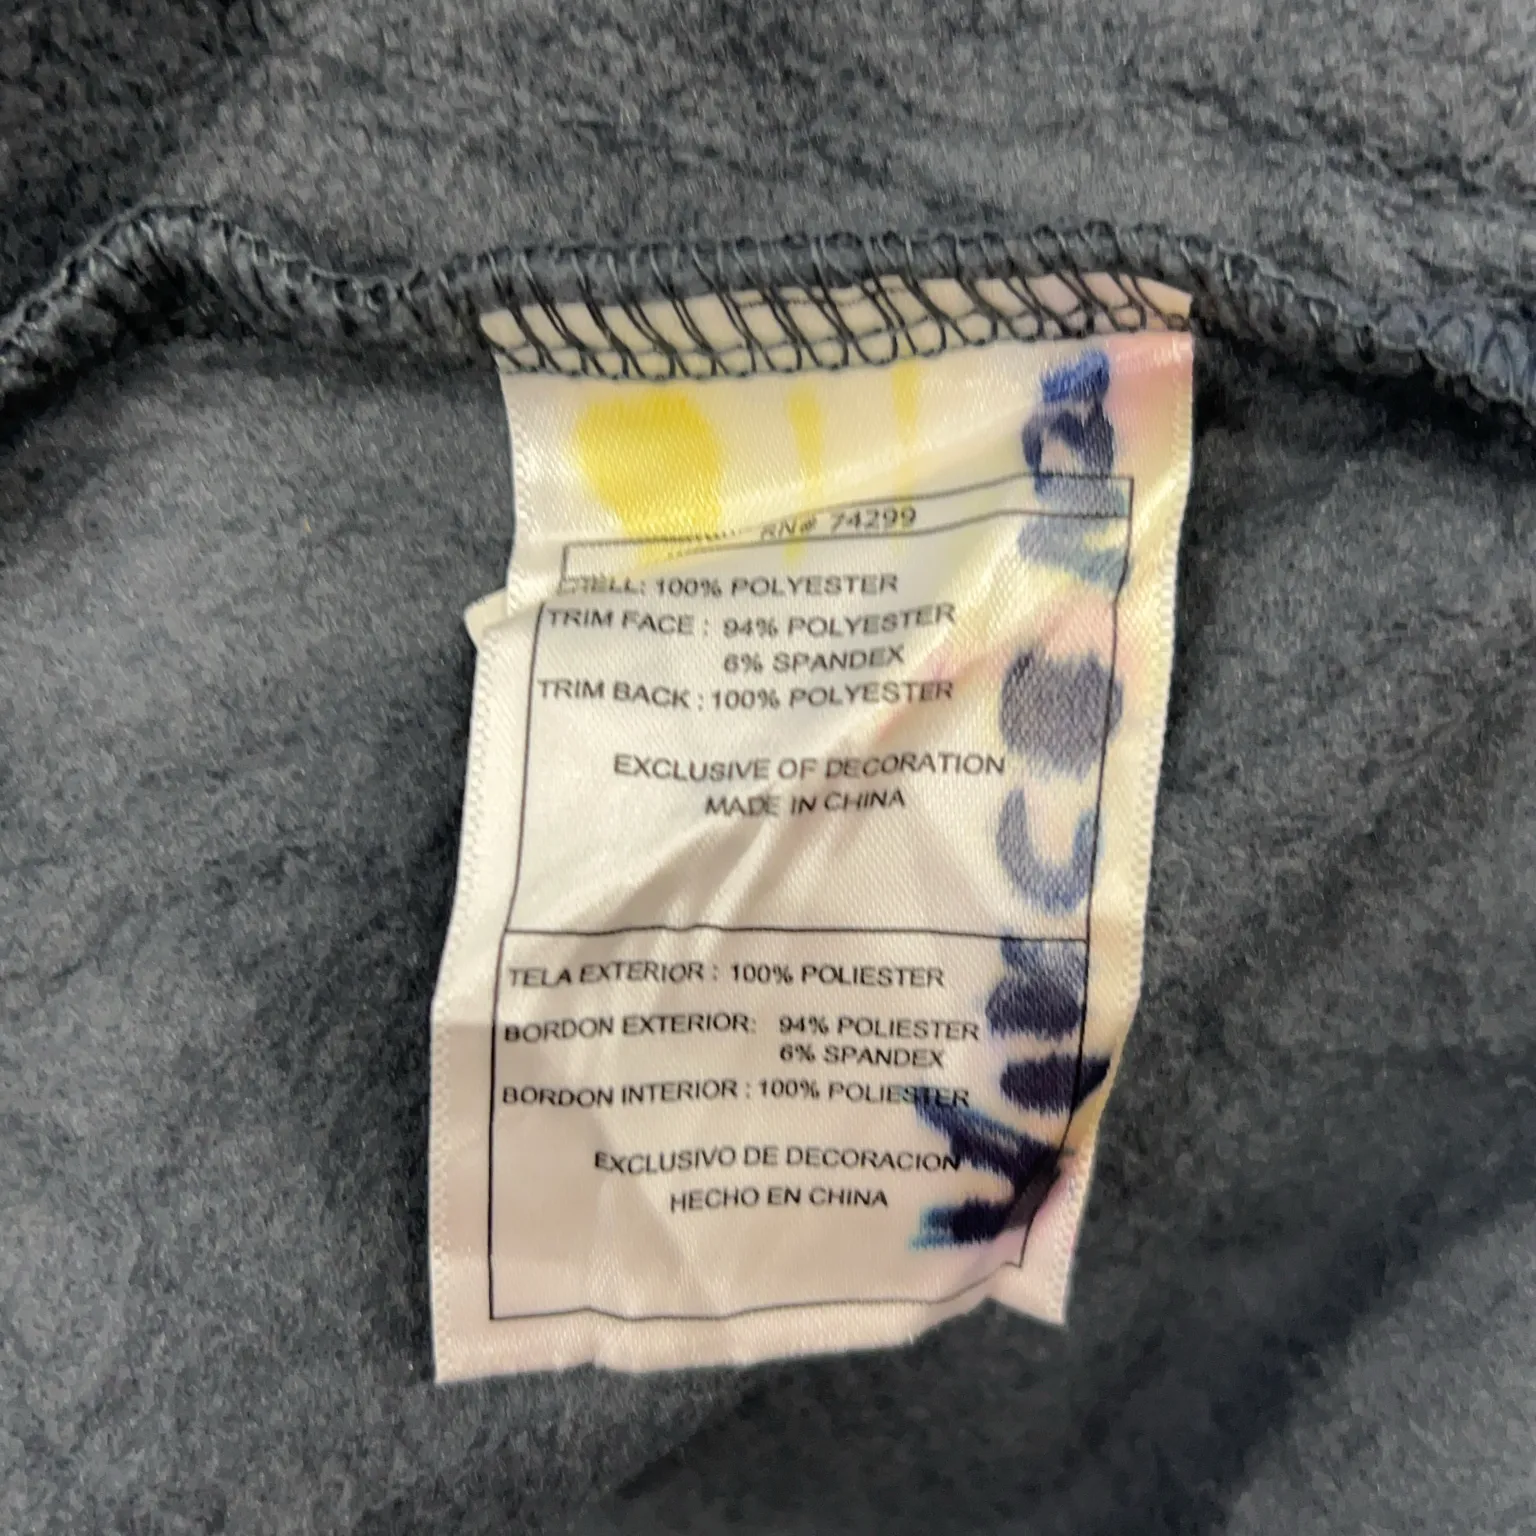 RN# 74299
SHELL: 100% POLYESTER
TRIM FACE : 94% POLYESTER
6% SPANDEX
TRIM BACK : 100% POLYESTER
EXCLUSIVE OF DECORATION
MADE IN CHINA
TELA EXTERIOR : 100% POLIESTER
BORDON EXTERIOR: 94% POLIESTER
6% SPANDEX
BORDON INTERIOR : 100% POLIESTER
EXCLUSIVO DE DECORACION
HECHO EN CHINA